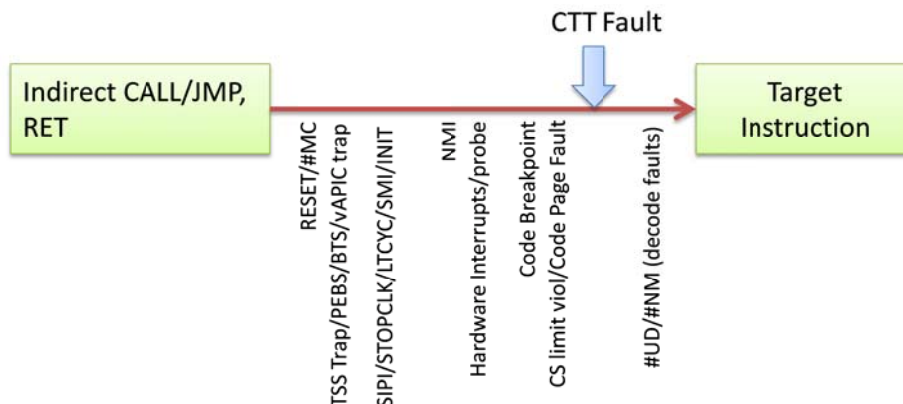 CTT Fault
Indirect CALL/JMP,
RET
Target
Instruction
RESET/#MC
TSS Trap/PEBS/BTS/vAPIC trap
SIPI/STOPCLK/LTCYC/SMI/INIT
NMI
Hardware Interrupts/probe
Code Breakpoint
CS limit viol/Code Page Fault
#UD/#NM (decode faults)